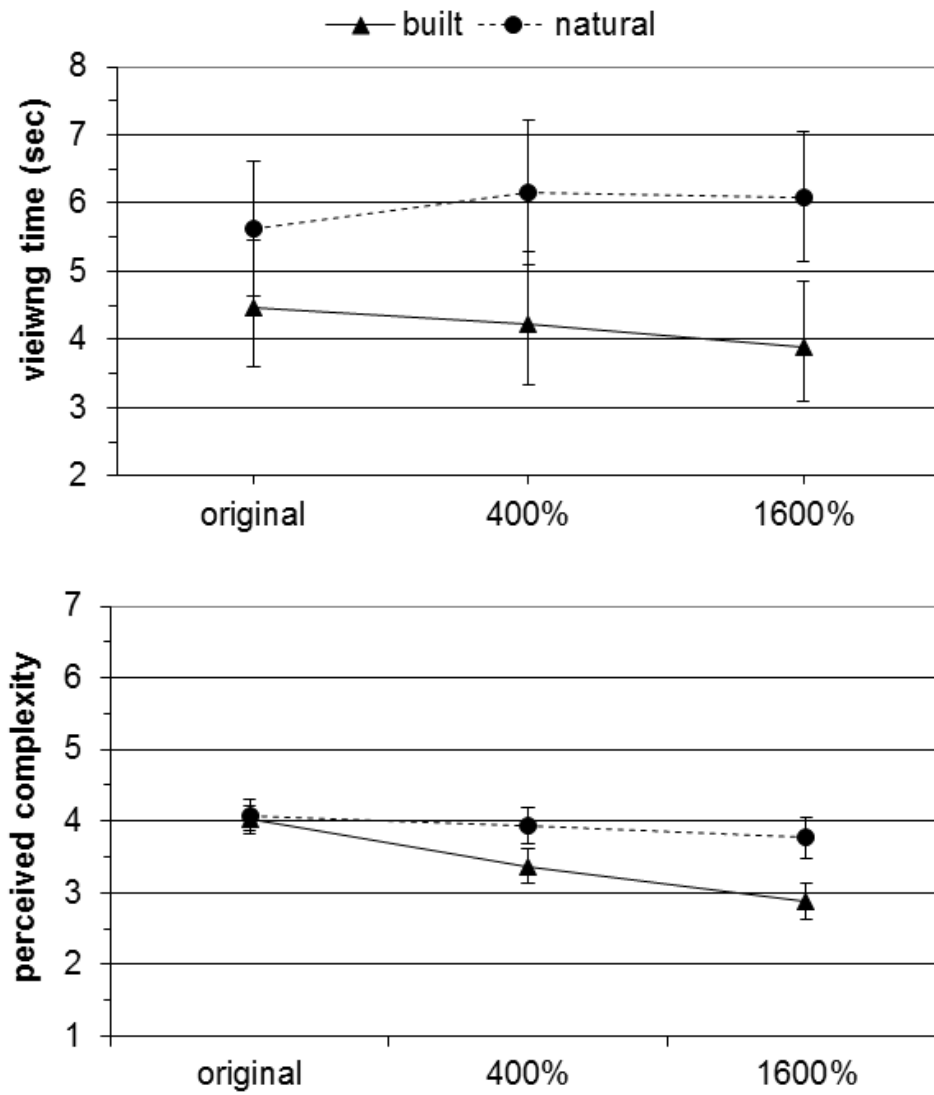 built natural
vieiwng time (sec)
8
7
6
5
4
3
2
original 400% 1600%
perceived complexity
7
6
5
4
3
2
1
original 400% 1600%